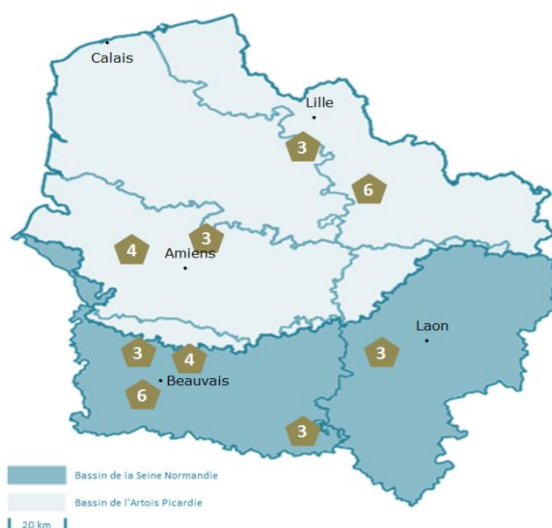 Calais
Lille
3
6
3
4
Amiens
Laon
3
4
3
Beauvais
6
3
Bassin de la Seine Normandie
Bassin de l'Artois Picardie
20 km